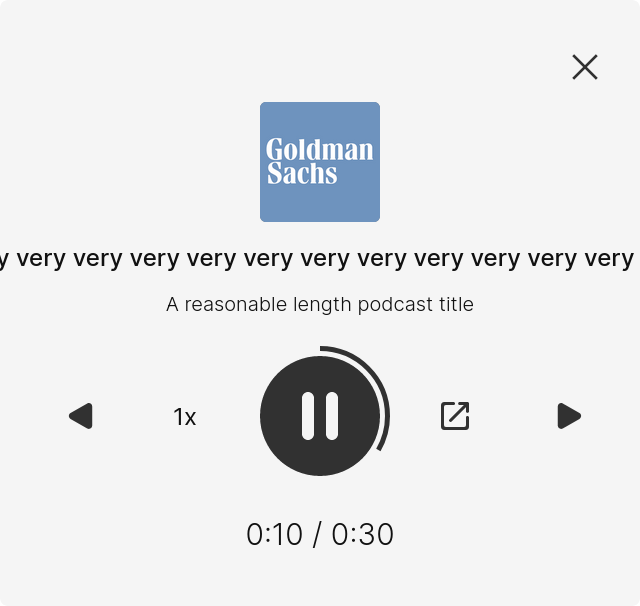 Goldman
Sachs
y very very very very very very very very very very very
A reasonable length podcast title
1x
0:10 / 0:30